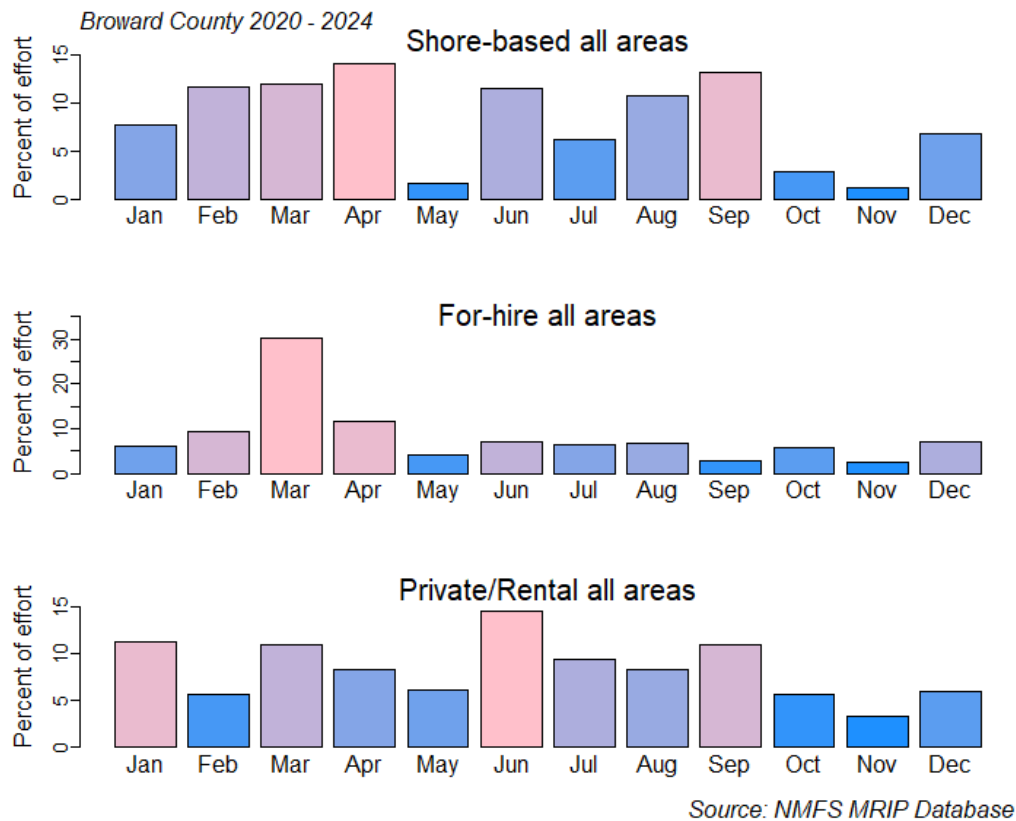 Broward County 2020 - 2024
Shore-based all areas
Percent of effort
15
10
5
0
Jan Feb Mar Apr May Jun Jul Aug Sep Oct Nov Dec
For-hire all areas
Percent of effort
30
20
10
0
Jan Feb Mar Apr May Jun Jul Aug Sep Oct Nov Dec
Private/Rental all areas
Percent of effort
15
10
5
0
Jan Feb Mar Apr May Jun Jul Aug Sep Oct Nov Dec
Source: NMFS MRIP Database